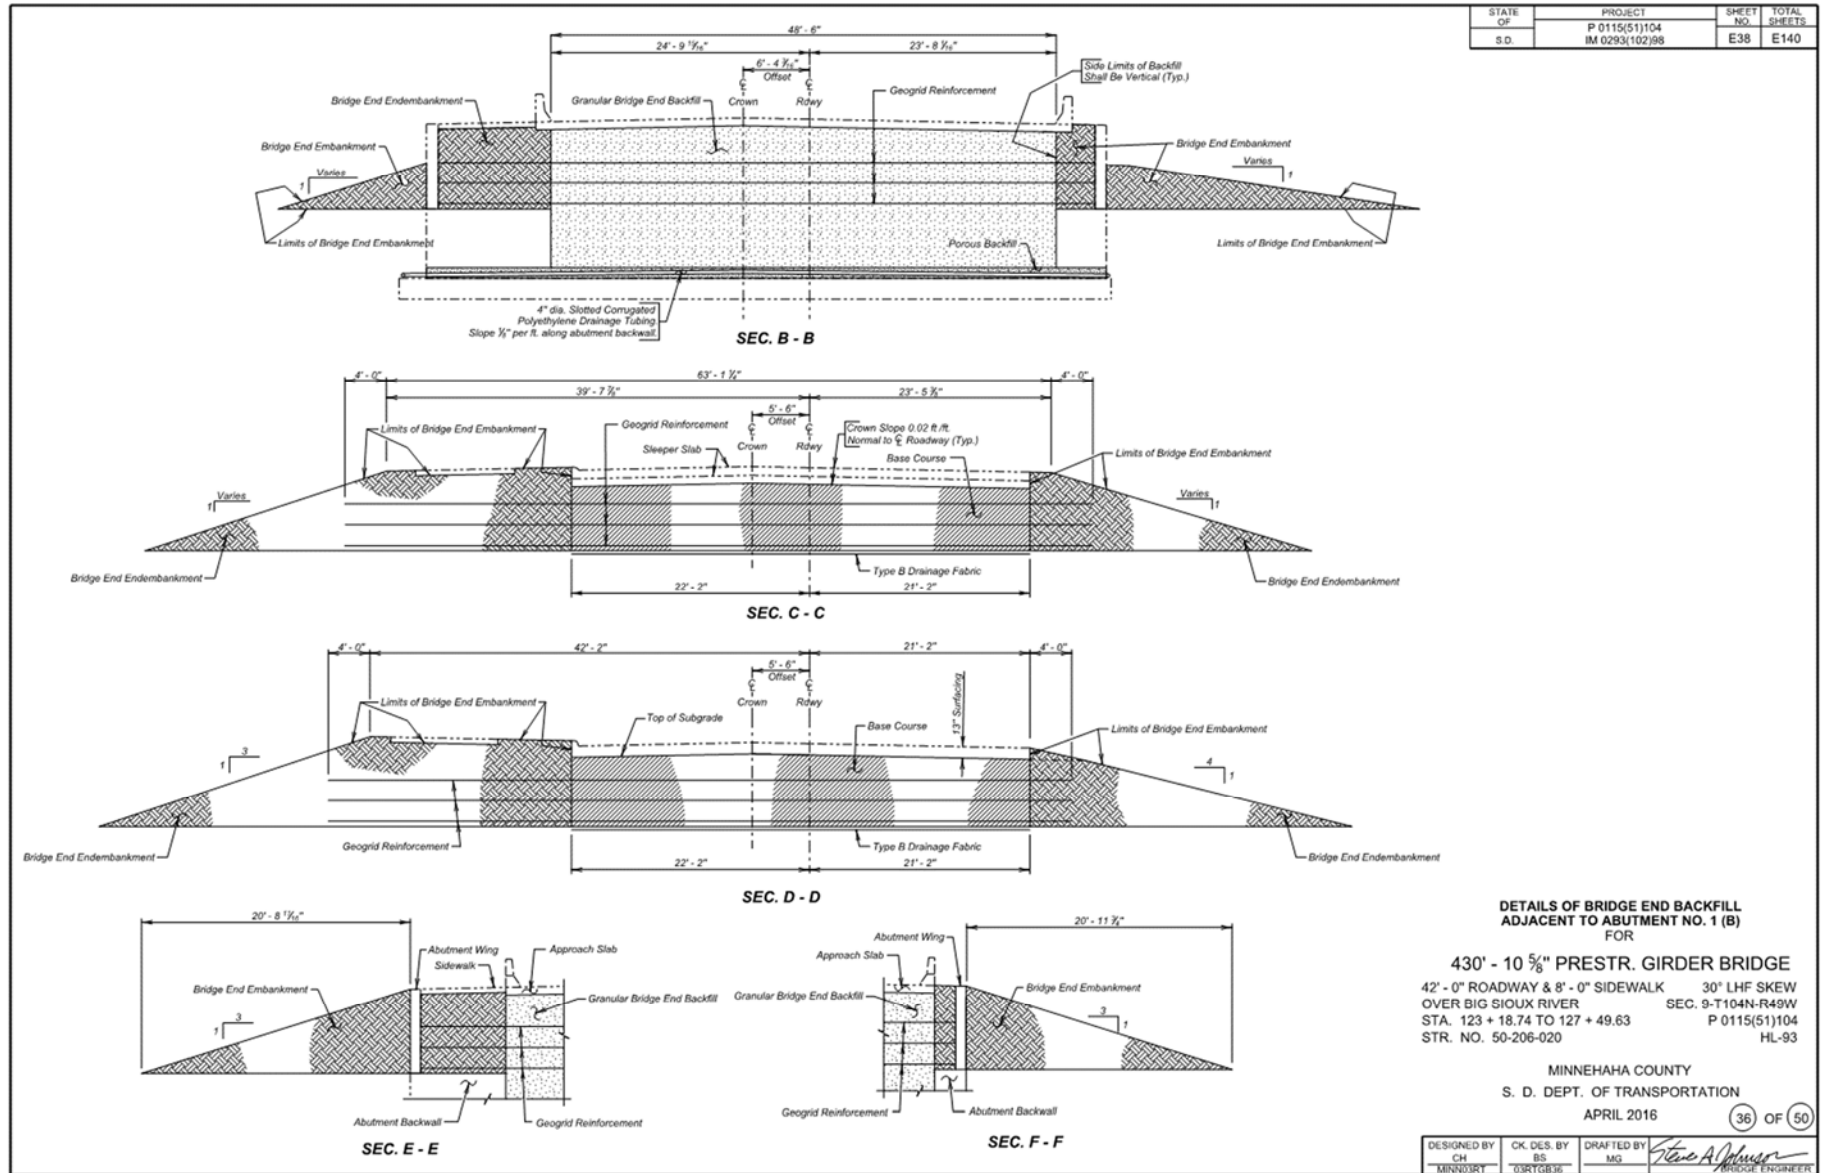 STATE OF S.D.
PROJECT
P 0115(51)104
IM 0293(102)98
SHEET NO.
E38
TOTAL SHEETS
E140
48' - 6"
24' - 9 15/16"
23' - 8 1/16"
6' - 4 3/16"
Offset
℄
Crown
℄
Rdwy
Side Limits of Backfill
Shall Be Vertical (Typ.)
Bridge End Endembankment
Granular Bridge End Backfill
Geogrid Reinforcement
Bridge End Embankment
Bridge End Embankment
Varies
1
Varies
1
Limits of Bridge End Embankment
Porous Backfill
Limits of Bridge End Embankment
4" dia. Slotted Corrugated
Polyethylene Drainage Tubing.
Slope ⅛" per ft. along abutment backwall.
SEC. B - B
4' - 0"
63' - 1 ¼"
4' - 0"
39' - 7 ⅞"
23' - 5 ⅜"
5' - 6"
Offset
℄
Crown
℄
Rdwy
Limits of Bridge End Embankment
Geogrid Reinforcement
Sleeper Slab
Crown Slope 0.02 ft./ft.
Normal to ℄ Roadway (Typ.)
Base Course
Limits of Bridge End Embankment
Varies
1
Varies
1
Bridge End Endembankment
Type B Drainage Fabric
Bridge End Endembankment
22' - 2"
21' - 2"
SEC. C - C
4' - 0"
42' - 2"
21' - 2"
4' - 0"
5' - 6"
Offset
℄
Crown
℄
Rdwy
13" Surfacing
Limits of Bridge End Embankment
Top of Subgrade
Base Course
Limits of Bridge End Embankment
3
1
4
1
Geogrid Reinforcement
Type B Drainage Fabric
Bridge End Endembankment
Bridge End Endembankment
22' - 2"
21' - 2"
SEC. D - D
20' - 8 17/16"
Abutment Wing
Sidewalk
Approach Slab
Bridge End Embankment
Granular Bridge End Backfill
3
1
Abutment Backwall
Geogrid Reinforcement
SEC. E - E
20' - 11 ¾"
Abutment Wing
Approach Slab
Granular Bridge End Backfill
Bridge End Embankment
3
1
Geogrid Reinforcement
Abutment Backwall
SEC. F - F
DETAILS OF BRIDGE END BACKFILL
ADJACENT TO ABUTMENT NO. 1 (B)
FOR
430' - 10 ⅝" PRESTR. GIRDER BRIDGE
42' - 0" ROADWAY & 8' - 0" SIDEWALK 30° LHF SKEW
OVER BIG SIOUX RIVER SEC. 9-T104N-R49W
STA. 123 + 18.74 TO 127 + 49.63 P 0115(51)104
STR. NO. 50-206-020 HL-93
MINNEHAHA COUNTY
S. D. DEPT. OF TRANSPORTATION
APRIL 2016
36 OF 50
DESIGNED BY
CH
MINN03RT
CK. DES. BY
BS
03RTGB36
DRAFTED BY
MG
Steve A Johnson
BRIDGE ENGINEER